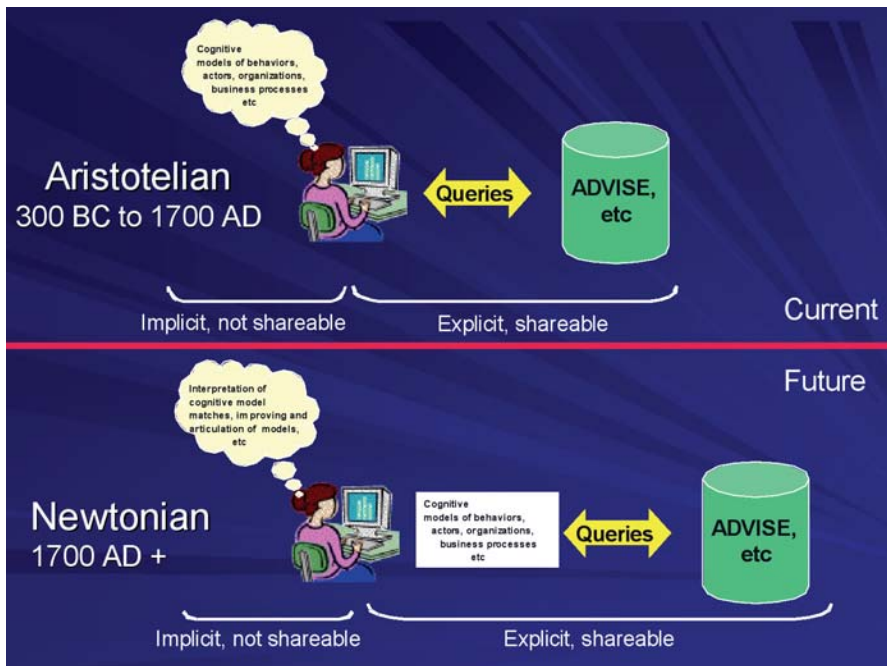 Cognitive
models of behaviors,
actors, organizations,
business processes
etc
Aristotelian
300 BC to 1700 AD
Queries
ADVISE,
etc
Implicit, not shareable
Explicit, shareable
Current
Future
Interpretation of
cognitive model
matches, improving and
articulation of models,
etc
Newtonian
1700 AD +
Cognitive
models of behaviors,
actors, organizations,
business processes
etc
Queries
ADVISE,
etc
Implicit, not shareable
Explicit, shareable